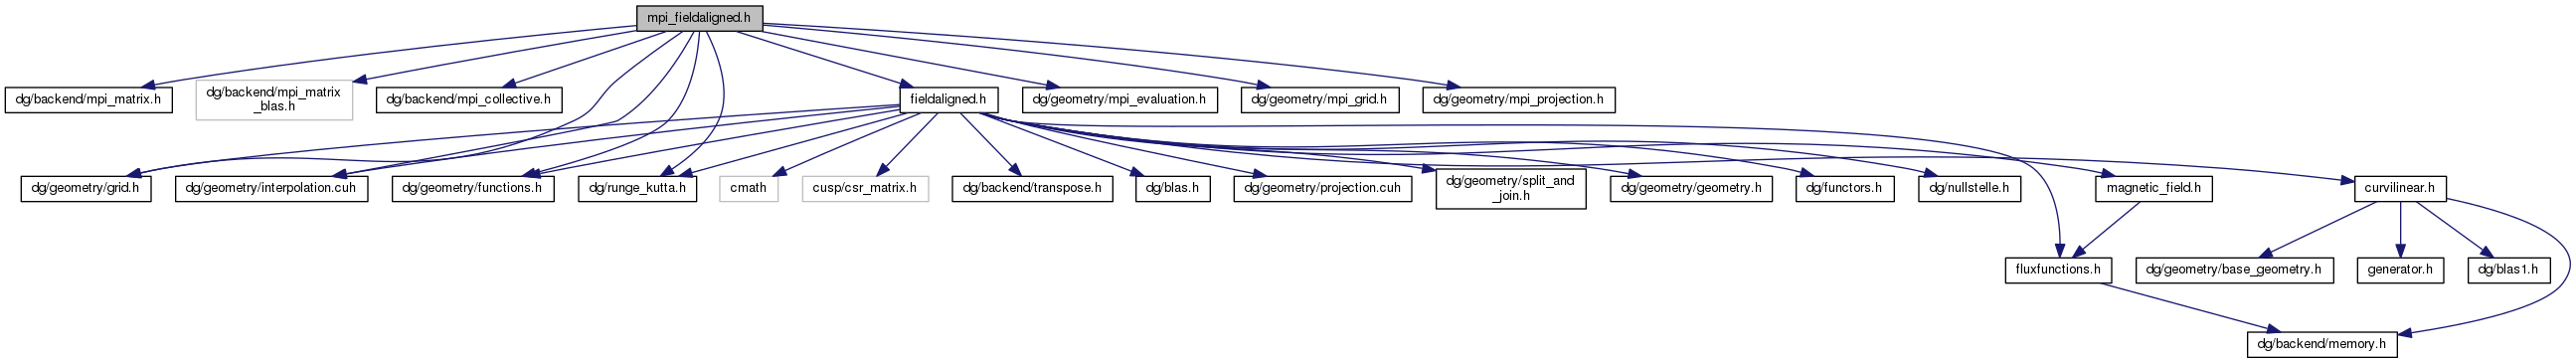 mpi_fieldaligned.h
dg/backend/mpi_matrix.h
dg/backend/mpi_matrix
_blas.h
dg/backend/mpi_collective.h
fieldaligned.h
dg/geometry/mpi_evaluation.h
dg/geometry/mpi_grid.h
dg/geometry/mpi_projection.h
dg/geometry/grid.h
dg/geometry/interpolation.cuh
dg/geometry/functions.h
dg/runge_kutta.h
cmath
cusp/csr_matrix.h
dg/backend/transpose.h
dg/blas.h
dg/geometry/projection.cuh
dg/geometry/split_and
_join.h
dg/geometry/geometry.h
dg/functors.h
dg/nullstelle.h
magnetic_field.h
curvilinear.h
fluxfunctions.h
dg/geometry/base_geometry.h
generator.h
dg/blas1.h
dg/backend/memory.h